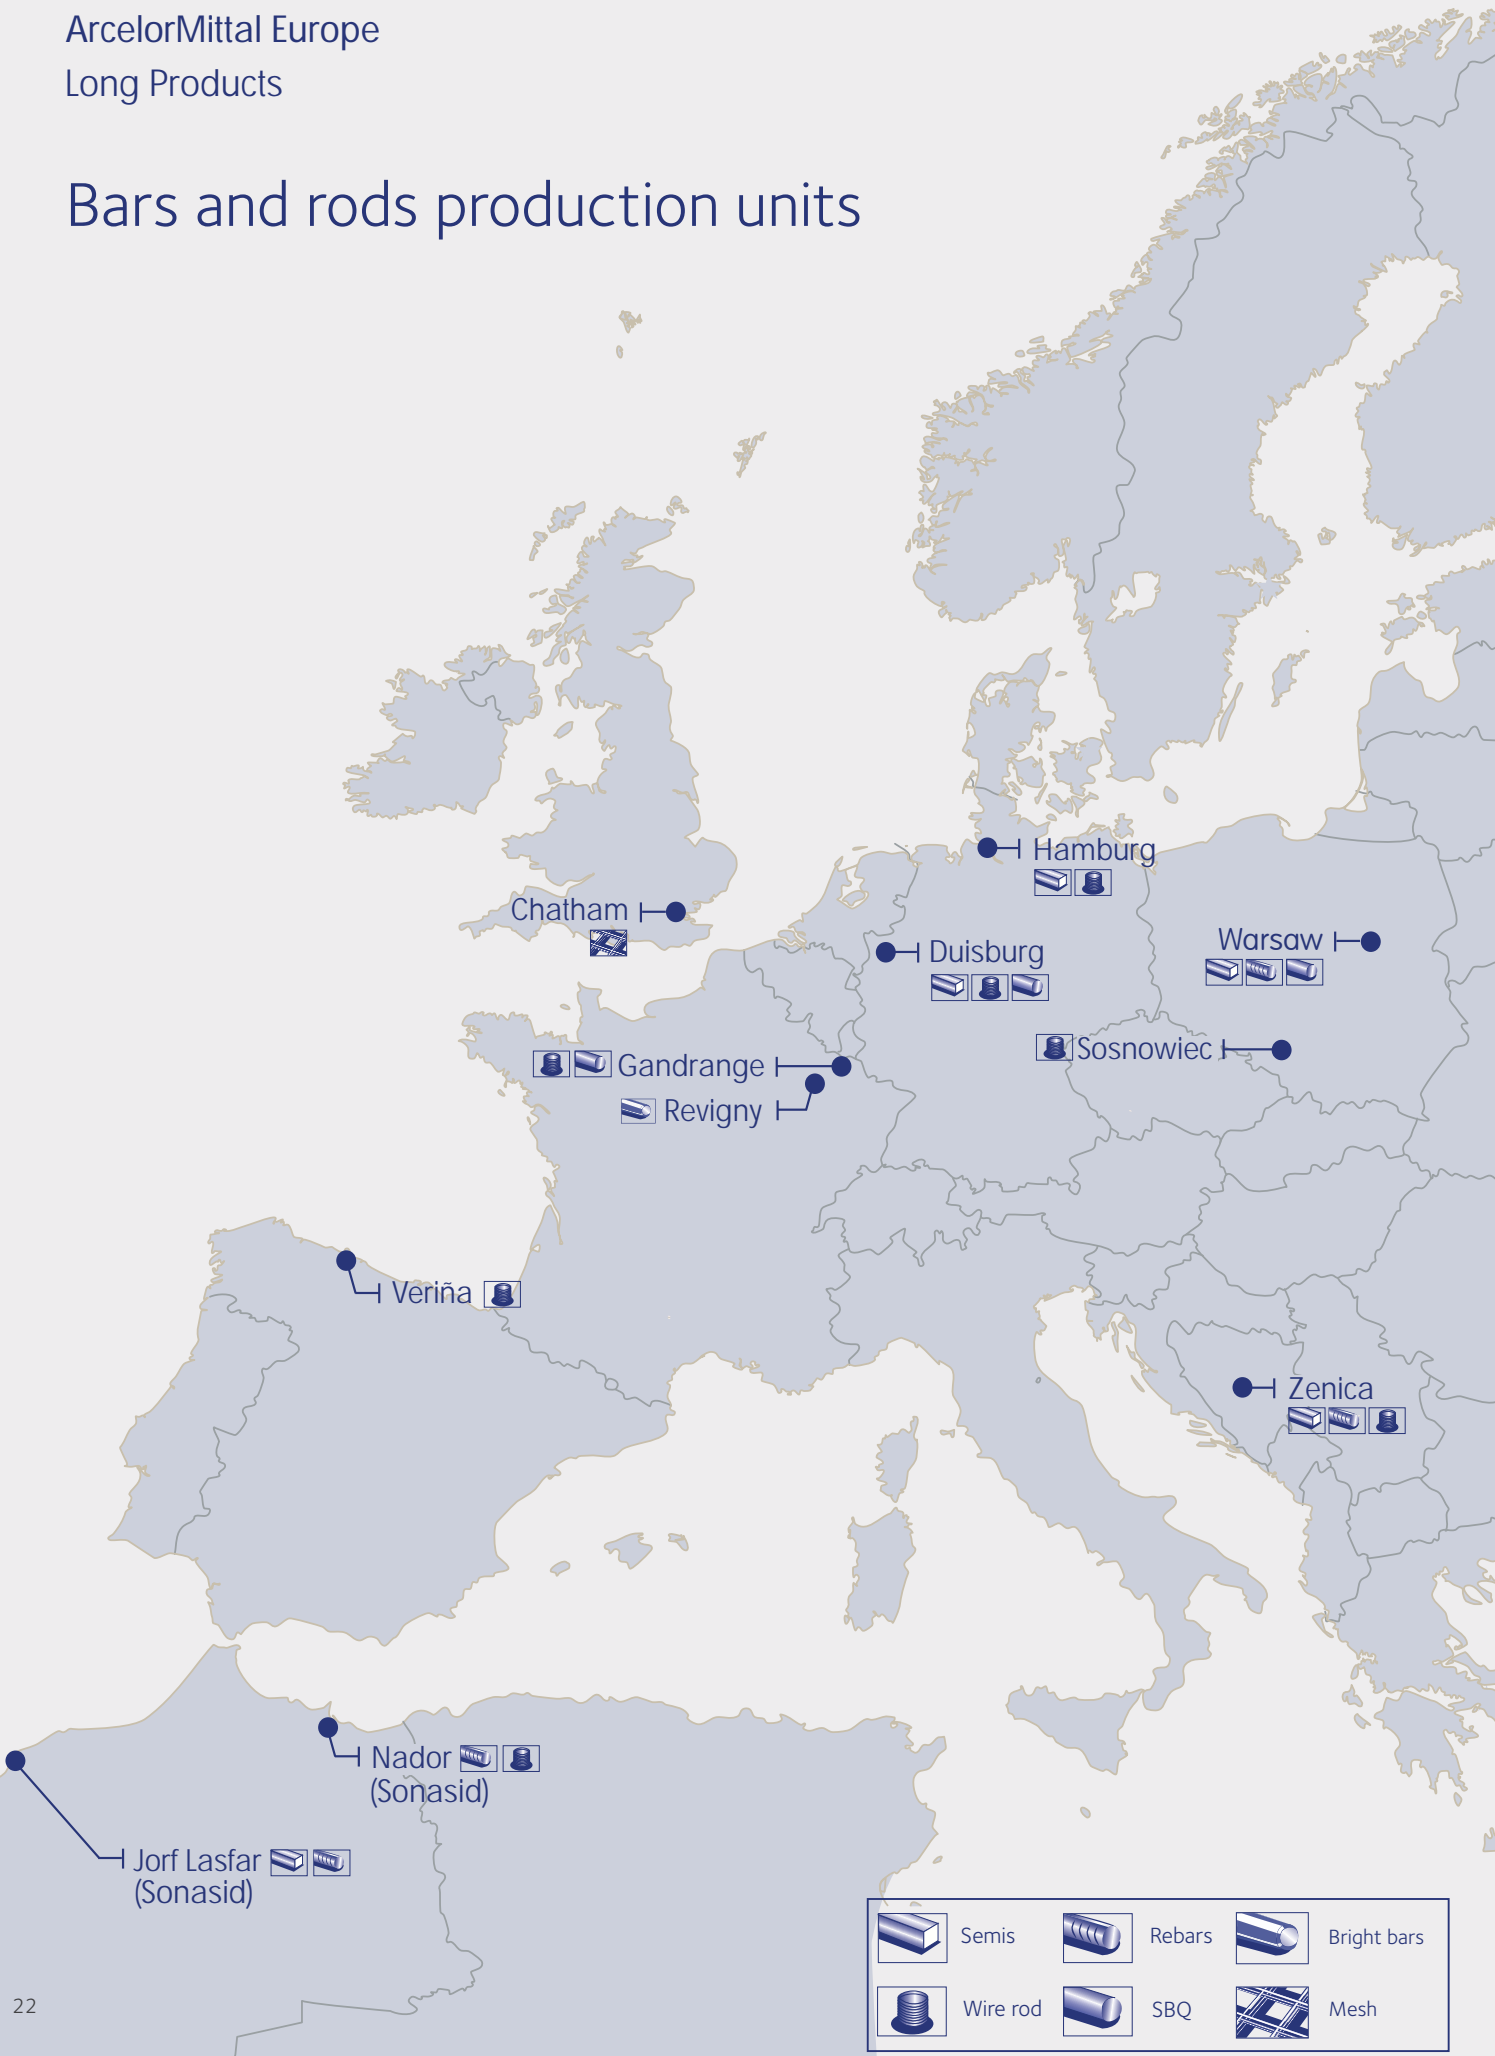 ArcelorMittal Europe
Long Products
Bars and rods production units
Hamburg
Chatham
Duisburg
Warsaw
Sosnowiec
Gandrange
Revigny
Veriña
Zenica
Nador
(Sonasid)
Jorf Lasfar
(Sonasid)
Semis
Rebars
Bright bars
Wire rod
SBQ
Mesh
22